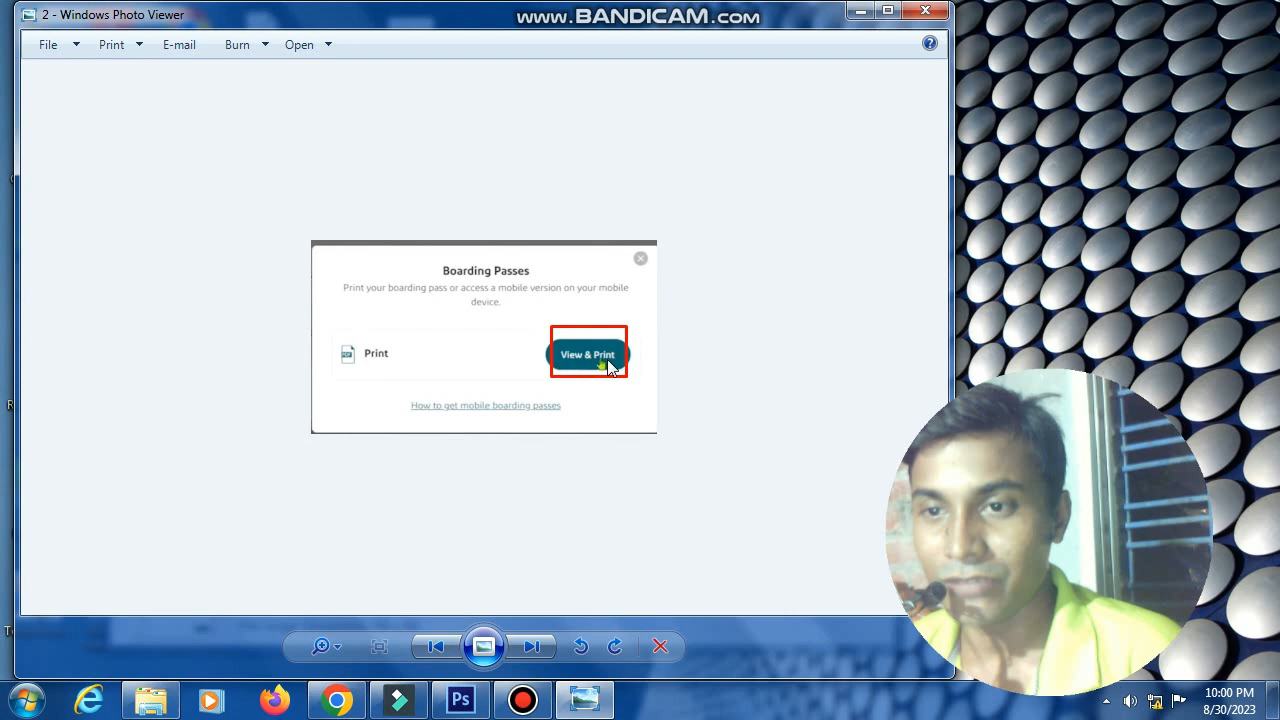 2 - Windows Photo Viewer
www.BANDICAM.com
File Print E-mail Burn Open
Boarding Passes
Print your boarding pass or access a mobile version on your mobile
device.
PDF Print View & Print
How to get mobile boarding passes
Ps
10:00 PM
8/30/2023